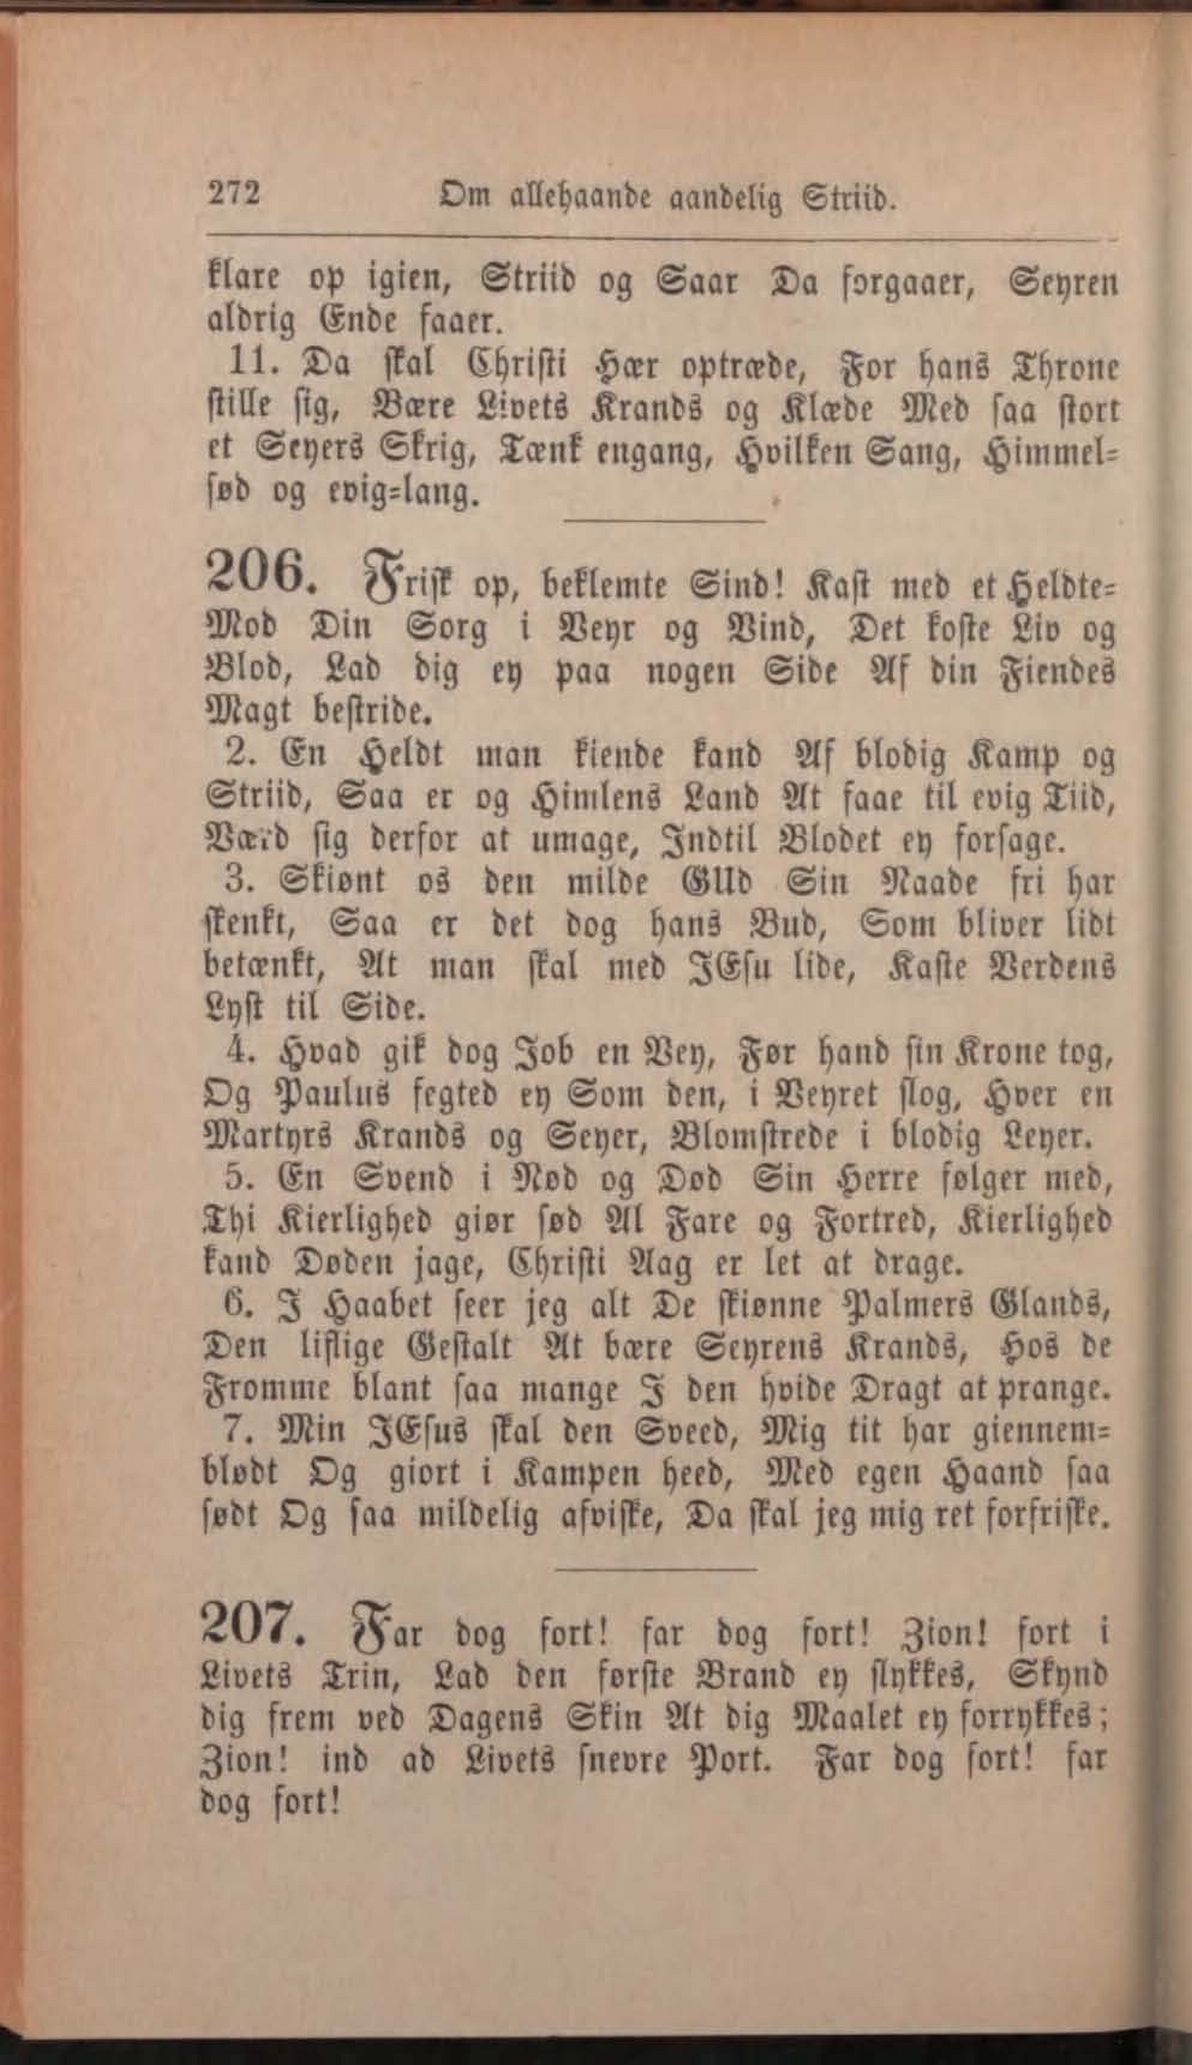 272 Om allehaande aandelig Striid.
klare op igien, Striid og Saar Da forgaaer, Seyren
aldrig Ende faaer.
11. Da skal Christi Hær optræde, For hans Throne
stille sig, Bære Livets Krands og Klæde Med saa stort
et Seyers Skrig, Tænk engang, Hvilken Sang, Himmel-
sød og evig-lang.
206. Frisk op, beklemte Sind! Kast med et Heldte-
Mod Din Sorg i Veyr og Vind, Det koste Liv og
Blod, Lad dig ey paa nogen Side Af din Fiendes
Magt bestride.
2. En Heldt man kiende kand Af blodig Kamp og
Striid, Saa er og Himlens Land At faae til evig Tiid,
Værd sig derfor at umage, Indtil Blodet ey forsage.
3. Skiønt os den milde GUd Sin Naade fri har
skenkt, Saa er det dog hans Bud, Som bliver lidt
betænkt, At man skal med JEsu lide, Kaste Verdens
Lyst til Side.
4. Hvad gik dog Job en Vey, Før hand sin Krone tog,
Og Paulus fegted ey Som den, i Veyret slog, Hver en
Martyrs Krands og Seyer, Blomstrede i blodig Leyer.
5. En Svend i Nød og Død Sin Herre følger med,
Thi Kierlighed giør sød Al Fare og Fortred, Kierlighed
kand Døden jage, Christi Aag er let at drage.
6. I Haabet seer jeg alt De skiønne Palmers Glands,
Den liflige Gestalt At bære Seyrens Krands, Hos de
Fromme blant saa mange I den hvide Dragt at prange.
7. Min JEsus skal den Sveed, Mig tit har giennem-
blødt Og giort i Kampen heed, Med egen Haand saa
sødt Og saa mildelig afviske, Da skal jeg mig ret forfriske.
207. Far dog fort! far dog fort! Zion! fort i
Livets Trin, Lad den første Brand ey slykkes, Skynd
dig frem ved Dagens Skin At dig Maalet ey forrykkes;
Zion! ind ad Livets snevre Port. Far dog fort! far
dog fort!